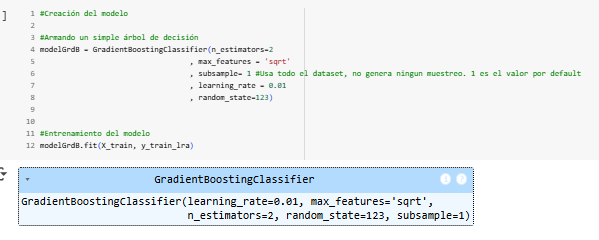 ]
1 #Creación del modelo
2
3 #Armando un simple árbol de decisión
4 modelGrdB = GradientBoostingClassifier(n_estimators=2
5 , max_features = 'sqrt'
6 , subsample= 1 #Usa todo el dataset, no genera ningun muestreo. 1 es el valor por default
7 , learning_rate = 0.01
8 , random_state=123)
9
10
11 #Entrenamiento del modelo
12 modelGrdB.fit(X_train, y_train_lra)
GradientBoostingClassifier
GradientBoostingClassifier(learning_rate=0.01, max_features='sqrt',
n_estimators=2, random_state=123, subsample=1)